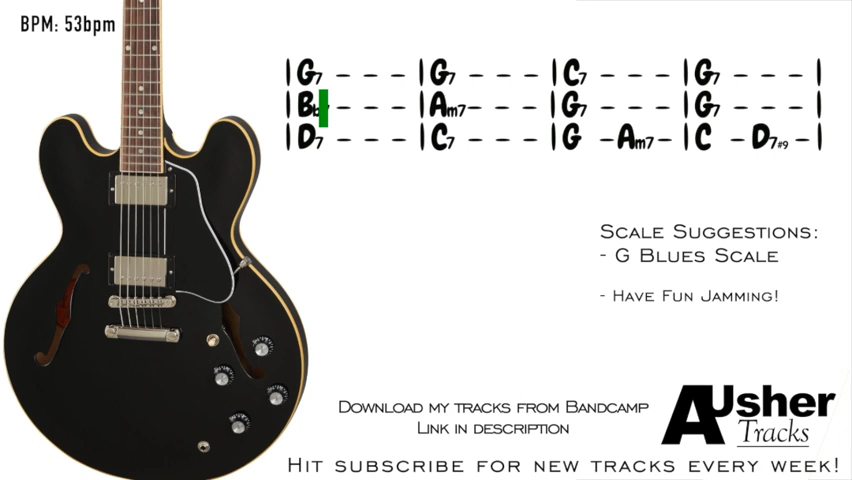 BPM: 53bpm
|G7 - - - |G7 - - - |C7 - - - |G7 - - - |
|Bb7 - - - |Am7 - - - |G7 - - - |G7 - - - |
|D7 - - - |C7 - - - |G - Am7 - |C - D7#9 - |
Scale Suggestions:
- G Blues Scale
- Have Fun Jamming!
Download my tracks from Bandcamp
Link in description
AUsher
Tracks
Hit subscribe for new tracks every week!